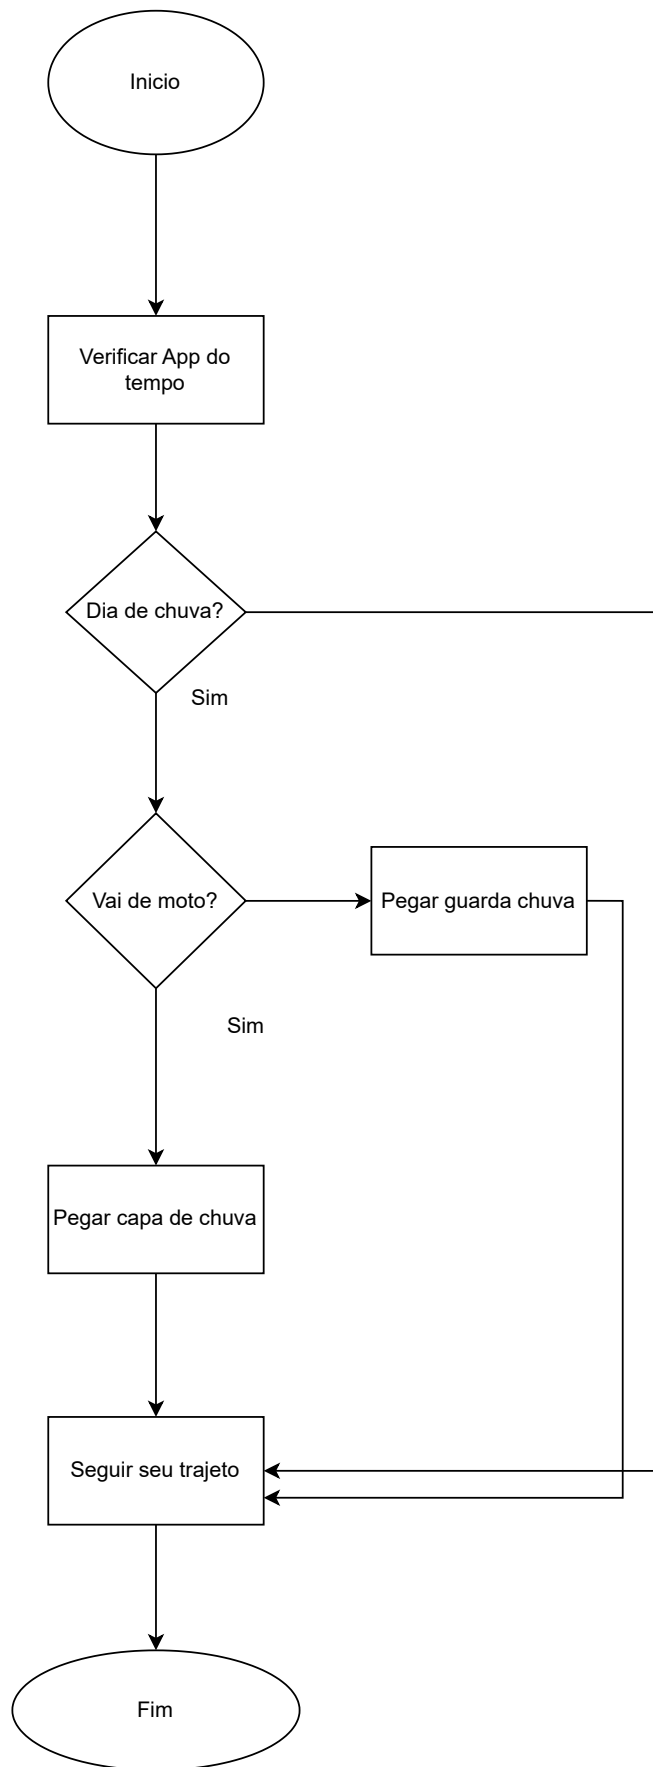 Inicio
Verificar App do
tempo
Dia de chuva?
Sim
Vai de moto?
Pegar guarda chuva
Sim
Pegar capa de chuva
Seguir seu trajeto
Fim